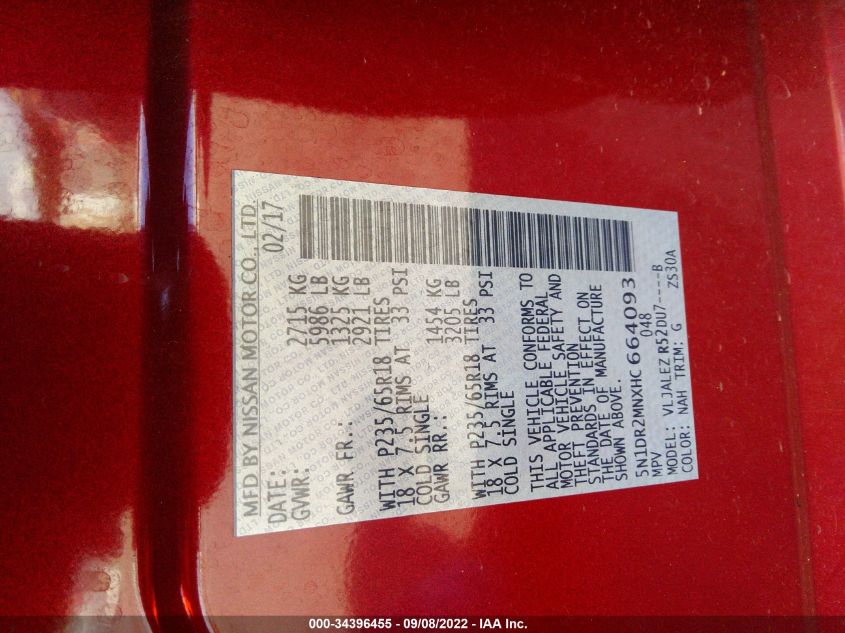 MFD BY NISSAN MOTOR CO., LTD.
DATE: 02/17
GVWR: 2715 KG
5986 LB
GAWR FR.: 1325 KG
2921 LB
WITH P235/65R18 TIRES
18 X 7.5 RIMS AT 33 PSI
COLD SINGLE
GAWR RR.: 1454 KG
3205 LB
WITH P235/65R18 TIRES
18 X 7.5 RIMS AT 33 PSI
COLD SINGLE
THIS VEHICLE CONFORMS TO
ALL APPLICABLE FEDERAL
MOTOR VEHICLE SAFETY AND
THEFT PREVENTION
STANDARDS IN EFFECT ON
THE DATE OF MANUFACTURE
SHOWN ABOVE.
5N1DR2MNXHC664093
MPV 048
MODEL: VLJALEZ R52DU7----B
COLOR: NAH TRIM: G ZS30A
000-34396455 - 09/08/2022 - IAA Inc.